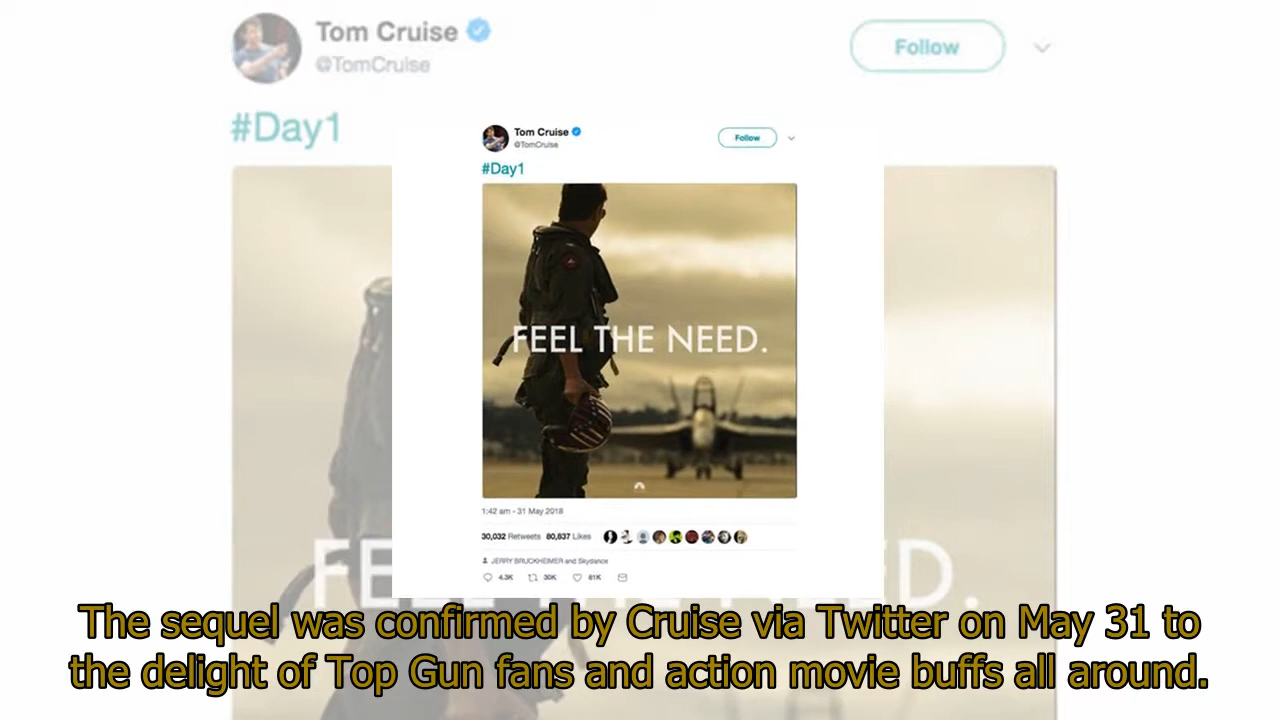 Tom Cruise
@TomCruise
Follow
#Day1
Tom Cruise
@TomCruise
Follow
#Day1
FEEL THE NEED.
1:42 am - 31 May 2018
30,032 Retweets 80,837 Likes
JERRY BRUCKHEIMER and Skydance
4.3K 30K 81K
FE
D.
The sequel was confirmed by Cruise via Twitter on May 31 to
the delight of Top Gun fans and action movie buffs all around.